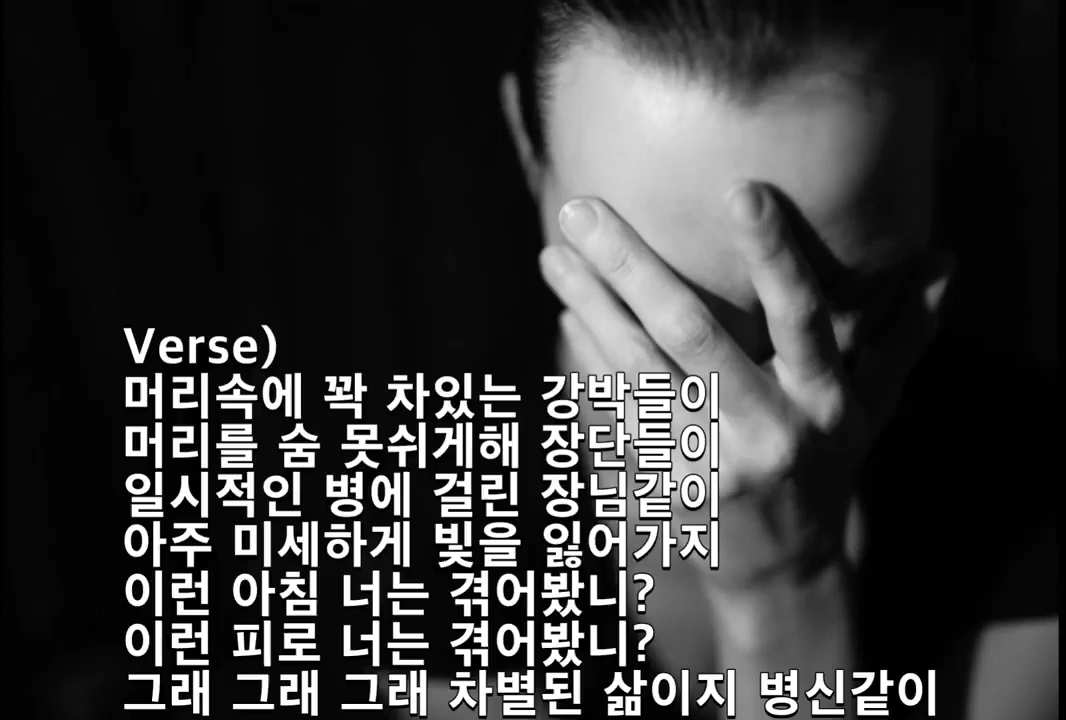 Verse)
머리속에 꽉 차있는 강박들이
머리를 숨 못쉬게해 장단들이
일시적인 병에 걸린 장님같이
아주 미세하게 빛을 잃어가지
이런 아침 너는 겪어봤니?
이런 피로 너는 겪어봤니?
그래 그래 그래 차별된 삶이지 병신같이